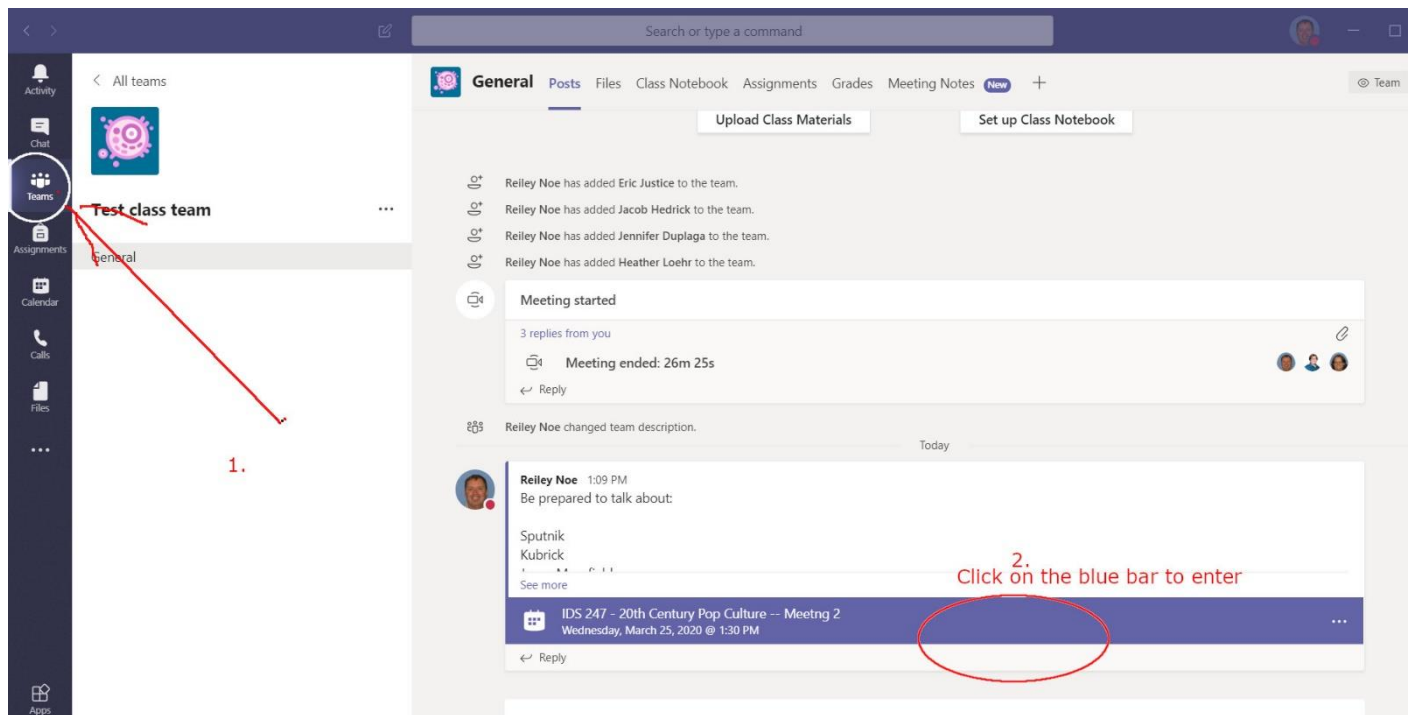 Search or type a command
Activity
Chat
Teams
Assignments
Calendar
Calls
Files
Apps
All teams
Test class team
General
General Posts Files Class Notebook Assignments Grades Meeting Notes New
Team
Upload Class Materials Set up Class Notebook
Reiley Noe has added Eric Justice to the team.
Reiley Noe has added Jacob Hedrick to the team.
Reiley Noe has added Jennifer Duplaga to the team.
Reiley Noe has added Heather Loehr to the team.
Meeting started
3 replies from you
Meeting ended: 26m 25s
Reply
Reiley Noe changed team description.
Today
Reiley Noe 1:09 PM
Be prepared to talk about:
Sputnik
Kubrick
See more
IDS 247 - 20th Century Pop Culture -- Meetng 2
Wednesday, March 25, 2020 @ 1:30 PM
Reply
1.
2.
Click on the blue bar to enter